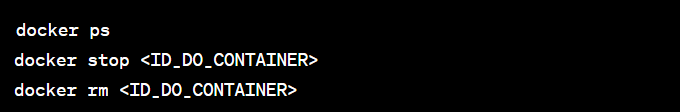 docker ps
docker stop <ID_DO_CONTAINER>
docker rm <ID_DO_CONTAINER>